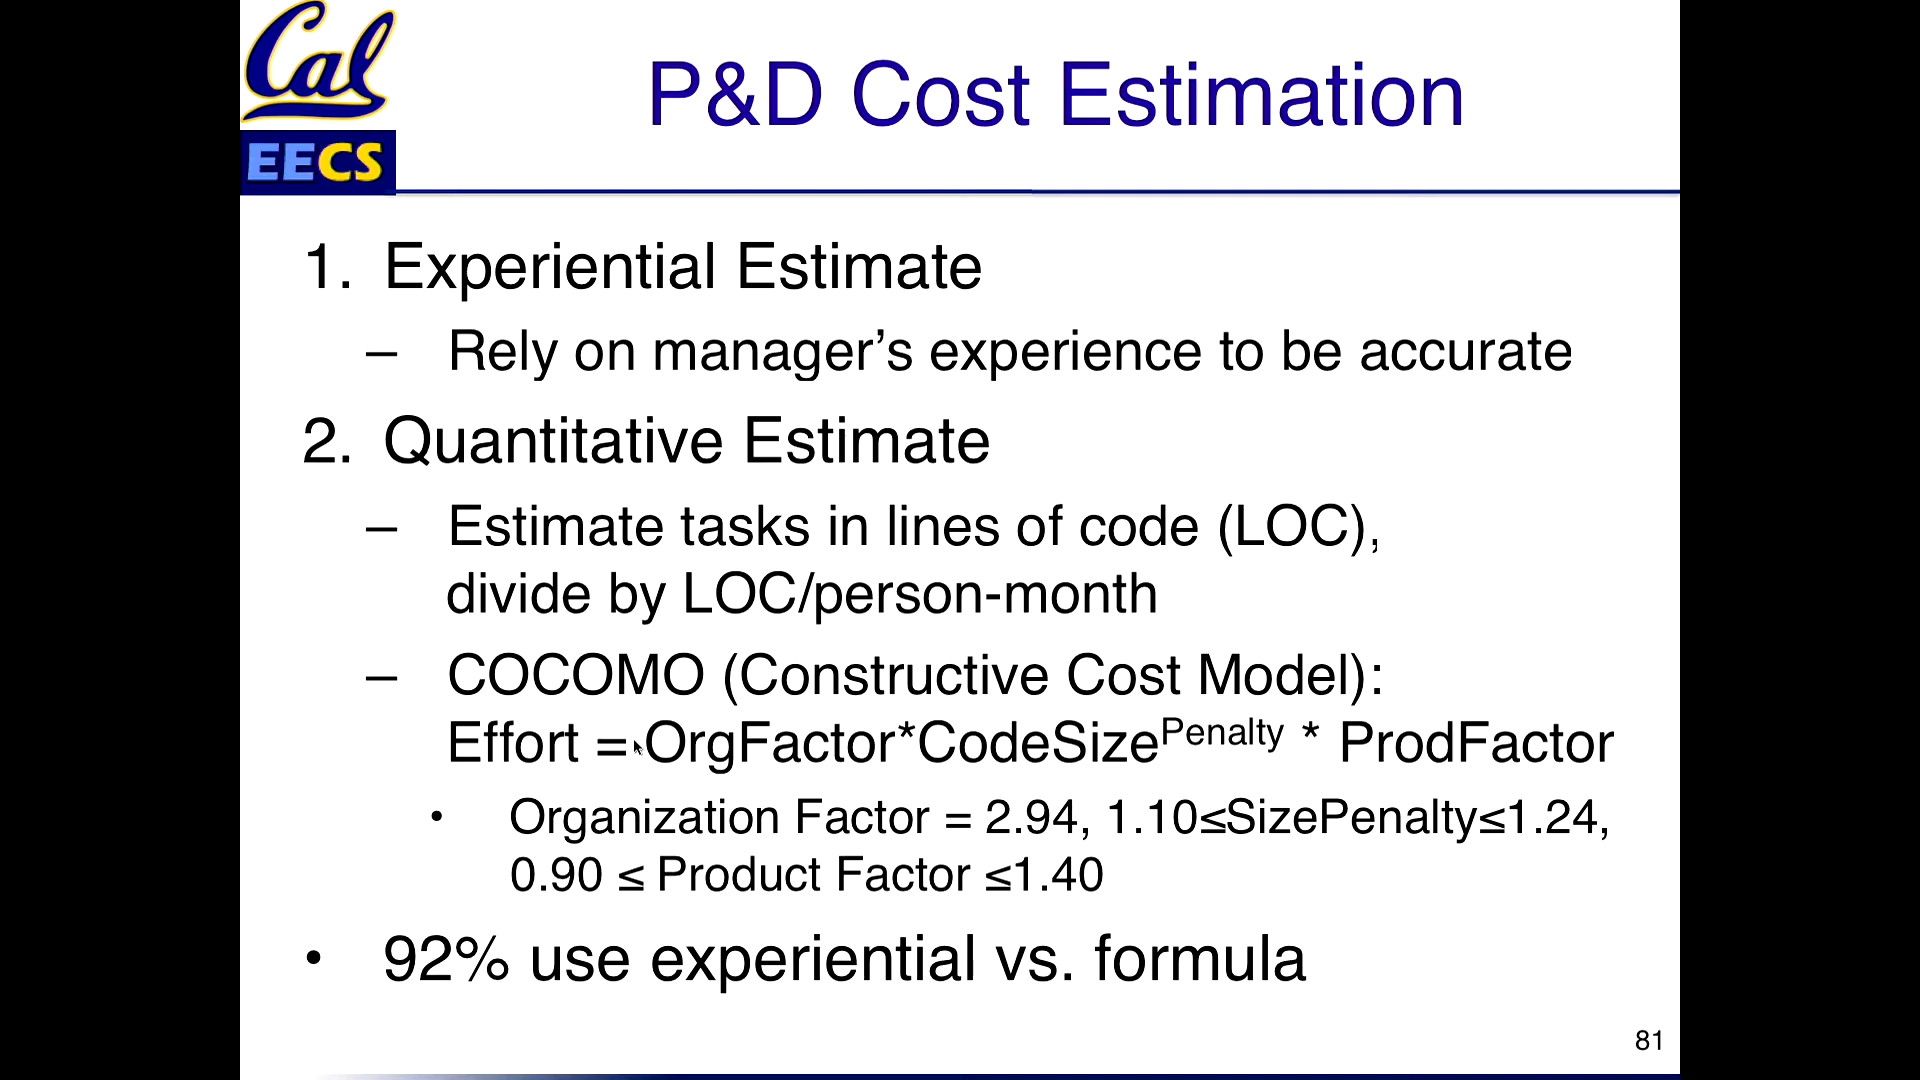 Cal
EECS
P&D Cost Estimation
1. Experiential Estimate
– Rely on manager’s experience to be accurate
2. Quantitative Estimate
– Estimate tasks in lines of code (LOC),
divide by LOC/person-month
– COCOMO (Constructive Cost Model):
Effort = OrgFactor*CodeSize^Penalty * ProdFactor
• Organization Factor = 2.94, 1.10≤SizePenalty≤1.24,
0.90 ≤ Product Factor ≤1.40
• 92% use experiential vs. formula
81